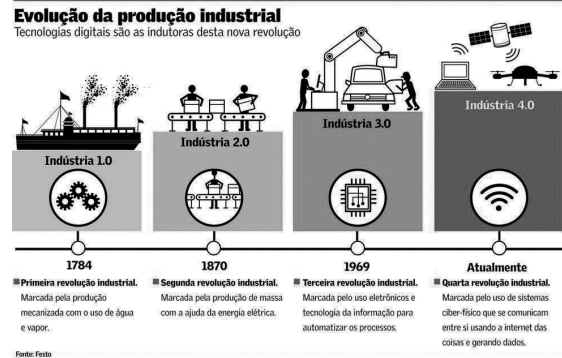 Evolução da produção industrial
Tecnologias digitais são as indutoras desta nova revolução
Indústria 1.0
Indústria 2.0
Indústria 3.0
Indústria 4.0
1784
Primeira revolução industrial.
Marcada pela produção
mecanizada com o uso de água
e vapor.
1870
Segunda revolução industrial.
Marcada pela produção de massa
com a ajuda da energia elétrica.
1969
Terceira revolução industrial.
Marcada pelo uso eletrônicos e
tecnologia da informação para
automatizar os processos.
Atualmente
Quarta revolução industrial.
Marcada pelo uso de sistemas
ciber-físico que se comunicam
entre si usando a internet das
coisas e gerando dados.
Fonte: Festo